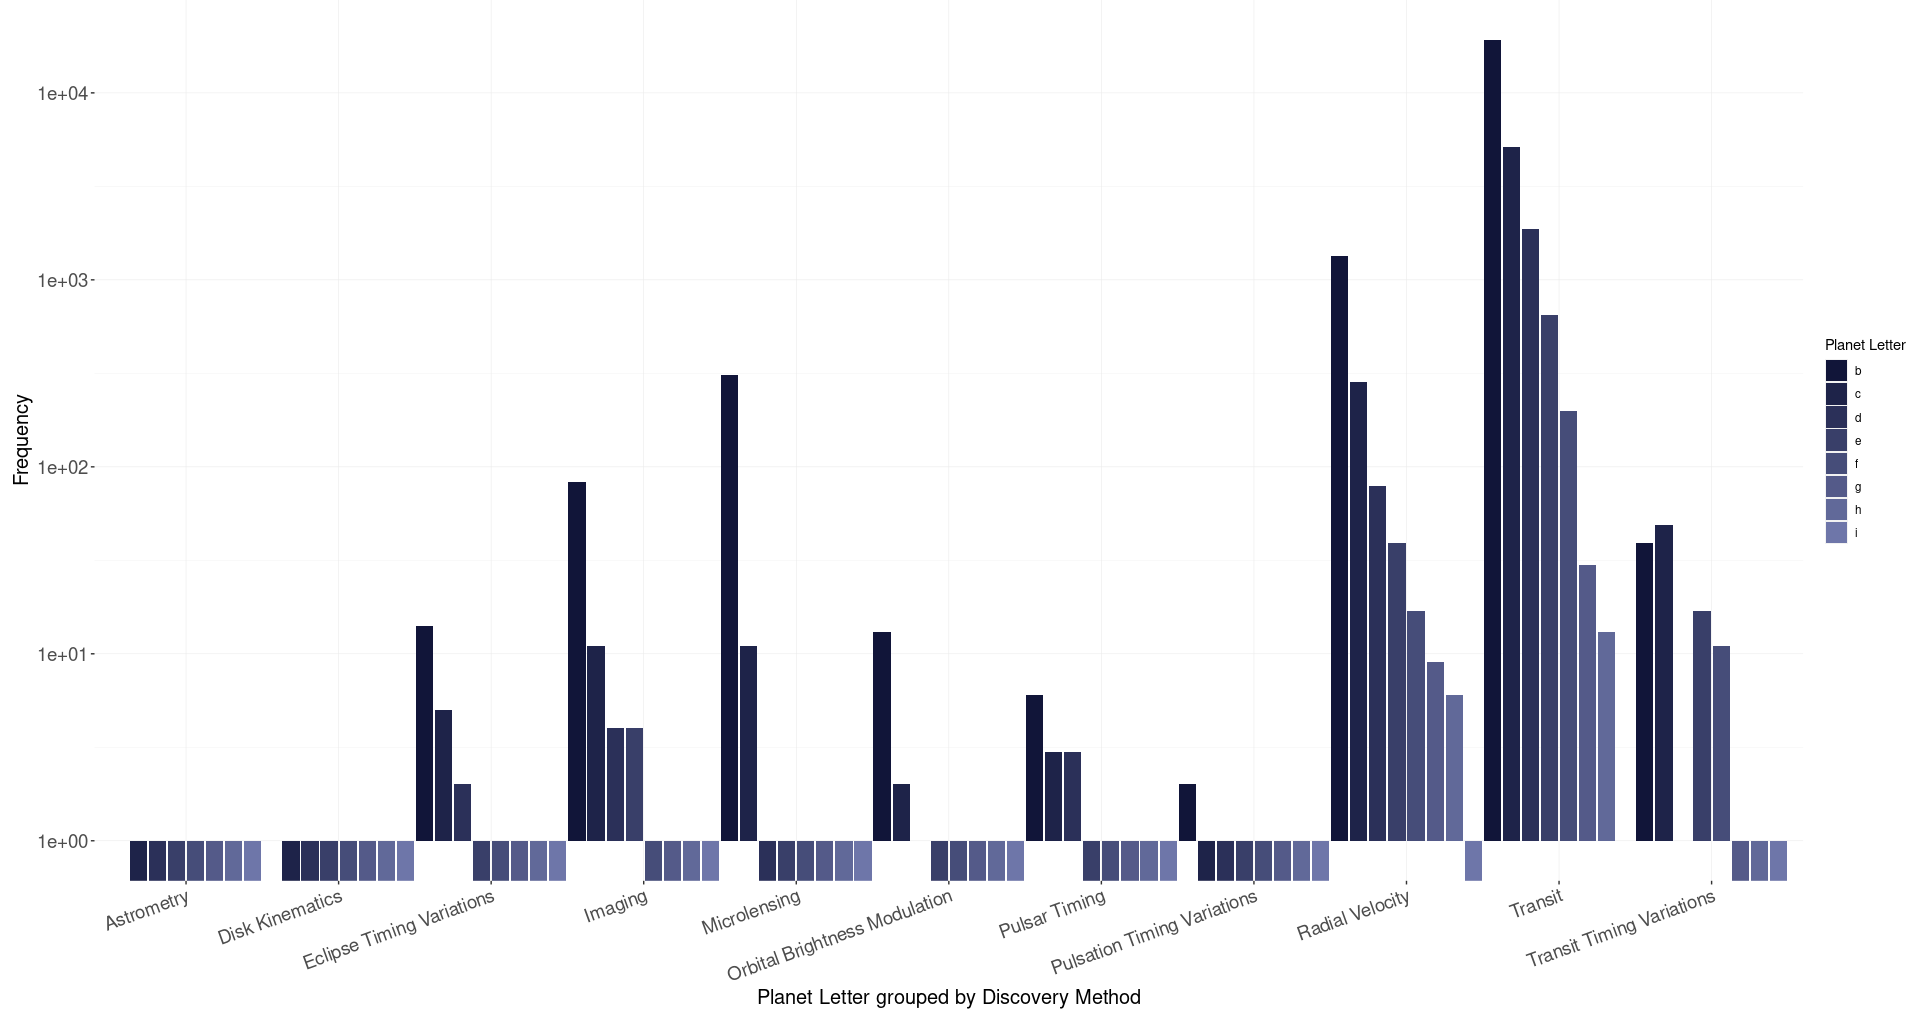 1e+04
1e+03
1e+02
1e+01
1e+00
Frequency
Astrometry
Disk Kinematics
Eclipse Timing Variations
Imaging
Microlensing
Orbital Brightness Modulation
Pulsar Timing
Pulsation Timing Variations
Radial Velocity
Transit
Transit Timing Variations
Planet Letter grouped by Discovery Method
Planet Letter
b
c
d
e
f
g
h
i